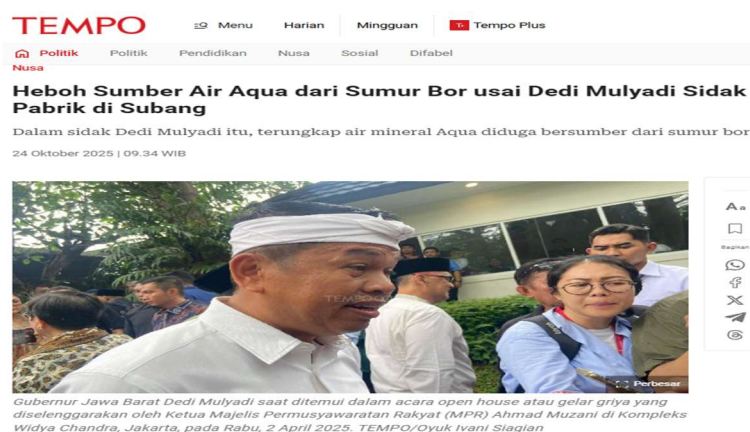 TEMPO
Menu Harian Mingguan T+ Tempo Plus
Politik Politik Pendidikan Nusa Sosial Difabel
Nusa
Heboh Sumber Air Aqua dari Sumur Bor usai Dedi Mulyadi Sidak
Pabrik di Subang
Dalam sidak Dedi Mulyadi itu, terungkap air mineral Aqua diduga bersumber dari sumur bor
24 Oktober 2025 | 09.34 WIB
Aa
Bagikan
TEMPO
Perbesar
Gubernur Jawa Barat Dedi Mulyadi saat ditemui dalam acara open house atau gelar griya yang
diselenggarakan oleh Ketua Majelis Permusyawaratan Rakyat (MPR) Ahmad Muzani di Kompleks
Widya Chandra, Jakarta, pada Rabu, 2 April 2025. TEMPO/Oyuk Ivani Siagian